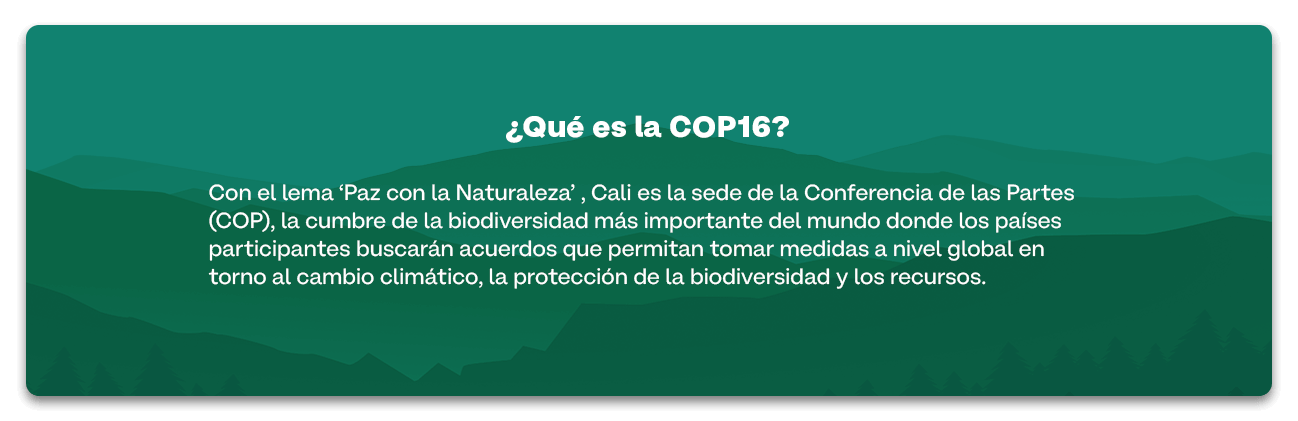 ¿Qué es la COP16?
Con el lema ‘Paz con la Naturaleza’ , Cali es la sede de la Conferencia de las Partes
(COP), la cumbre de la biodiversidad más importante del mundo donde los países
participantes buscarán acuerdos que permitan tomar medidas a nivel global en
torno al cambio climático, la protección de la biodiversidad y los recursos.